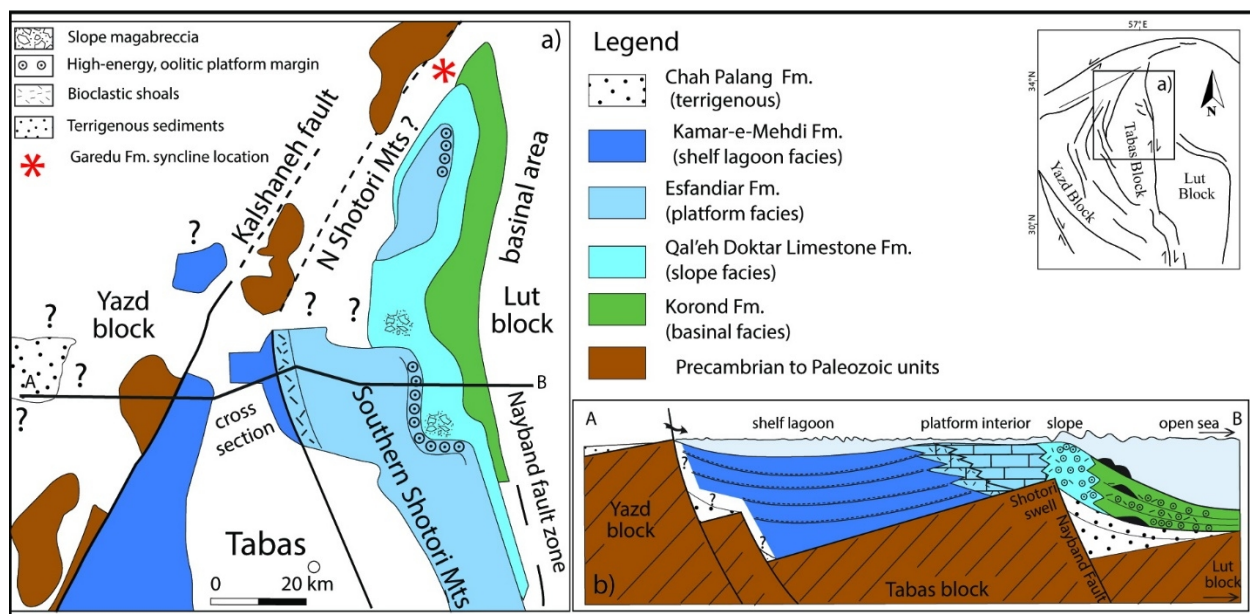 Slope magabreccia
High-energy, oolitic platform margin
Bioclastic shoals
Terrigenous sediments
* Garedu Fm. syncline location
a)
Kalshaneh fault
N Shotori Mts ?
basinal area
?
Yazd
block
?
?
?
?
?
Lut
block
A
B
?
cross
section
Southern Shotori Mts
Nayband fault zone
Tabas
0 20 km
Legend
Chah Palang Fm.
(terrigenous)
Kamar-e-Mehdi Fm.
(shelf lagoon facies)
Esfandiar Fm.
(platform facies)
Qal'eh Doktar Limestone Fm.
(slope facies)
Korond Fm.
(basinal facies)
Precambrian to Paleozoic units
57° E
34°N
a)
N
Tabas Block
Lut
Block
Yazd Block
30°N
A
shelf lagoon
platform interior
slope
open sea
B
?
Yazd
block
?
?
Shotori
swell
Nayband Fault
b)
Tabas block
Lut
block